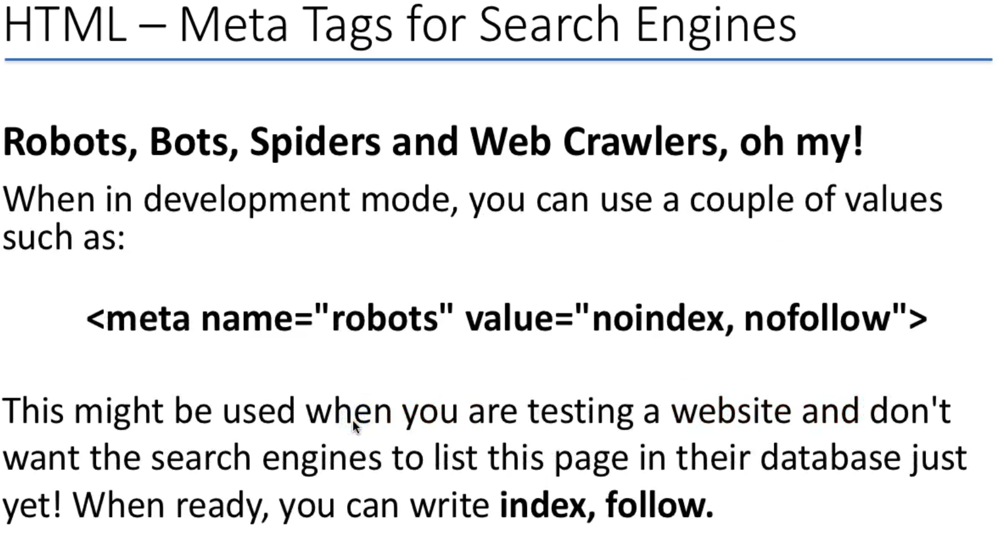 HTML – Meta Tags for Search Engines
Robots, Bots, Spiders and Web Crawlers, oh my!
When in development mode, you can use a couple of values
such as:
<meta name="robots" value="noindex, nofollow">
This might be used when you are testing a website and don't
want the search engines to list this page in their database just
yet! When ready, you can write index, follow.